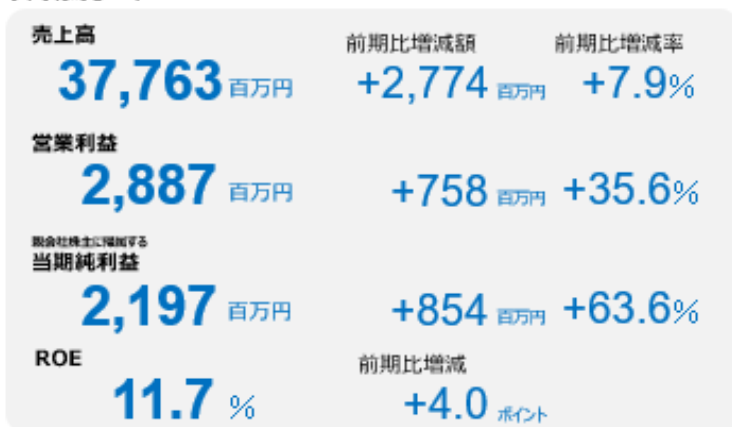 売上高 前期比増減額 前期比増減率
37,763 百万円 +2,774 百万円 +7.9%
営業利益
2,887 百万円 +758 百万円 +35.6%
親会社株主に帰属する
当期純利益
2,197 百万円 +854 百万円 +63.6%
ROE 前期比増減
11.7 % +4.0 ポイント